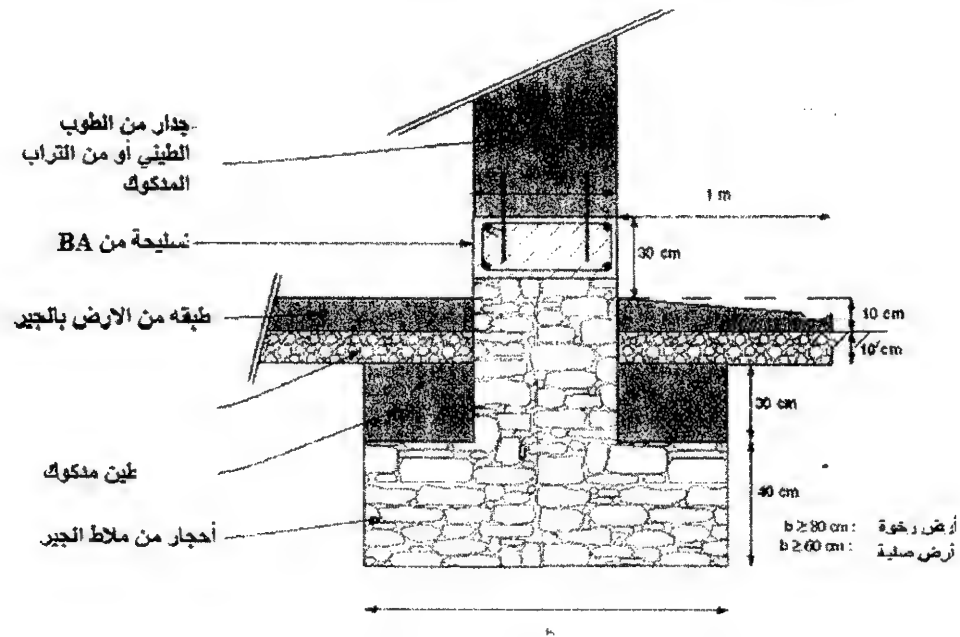 جدار من الطوب
الطيني أو من التراب
المدكوك
1 m
تسليحة من BA
30 cm
طبقه من الارض بالجير
10 cm
10 cm
30 cm
طين مدكوك
40 cm
أحجار من ملاط الجير
b ≥ 80 cm : أرض رخوة
b ≥ 60 cm : أرض صلبة
b